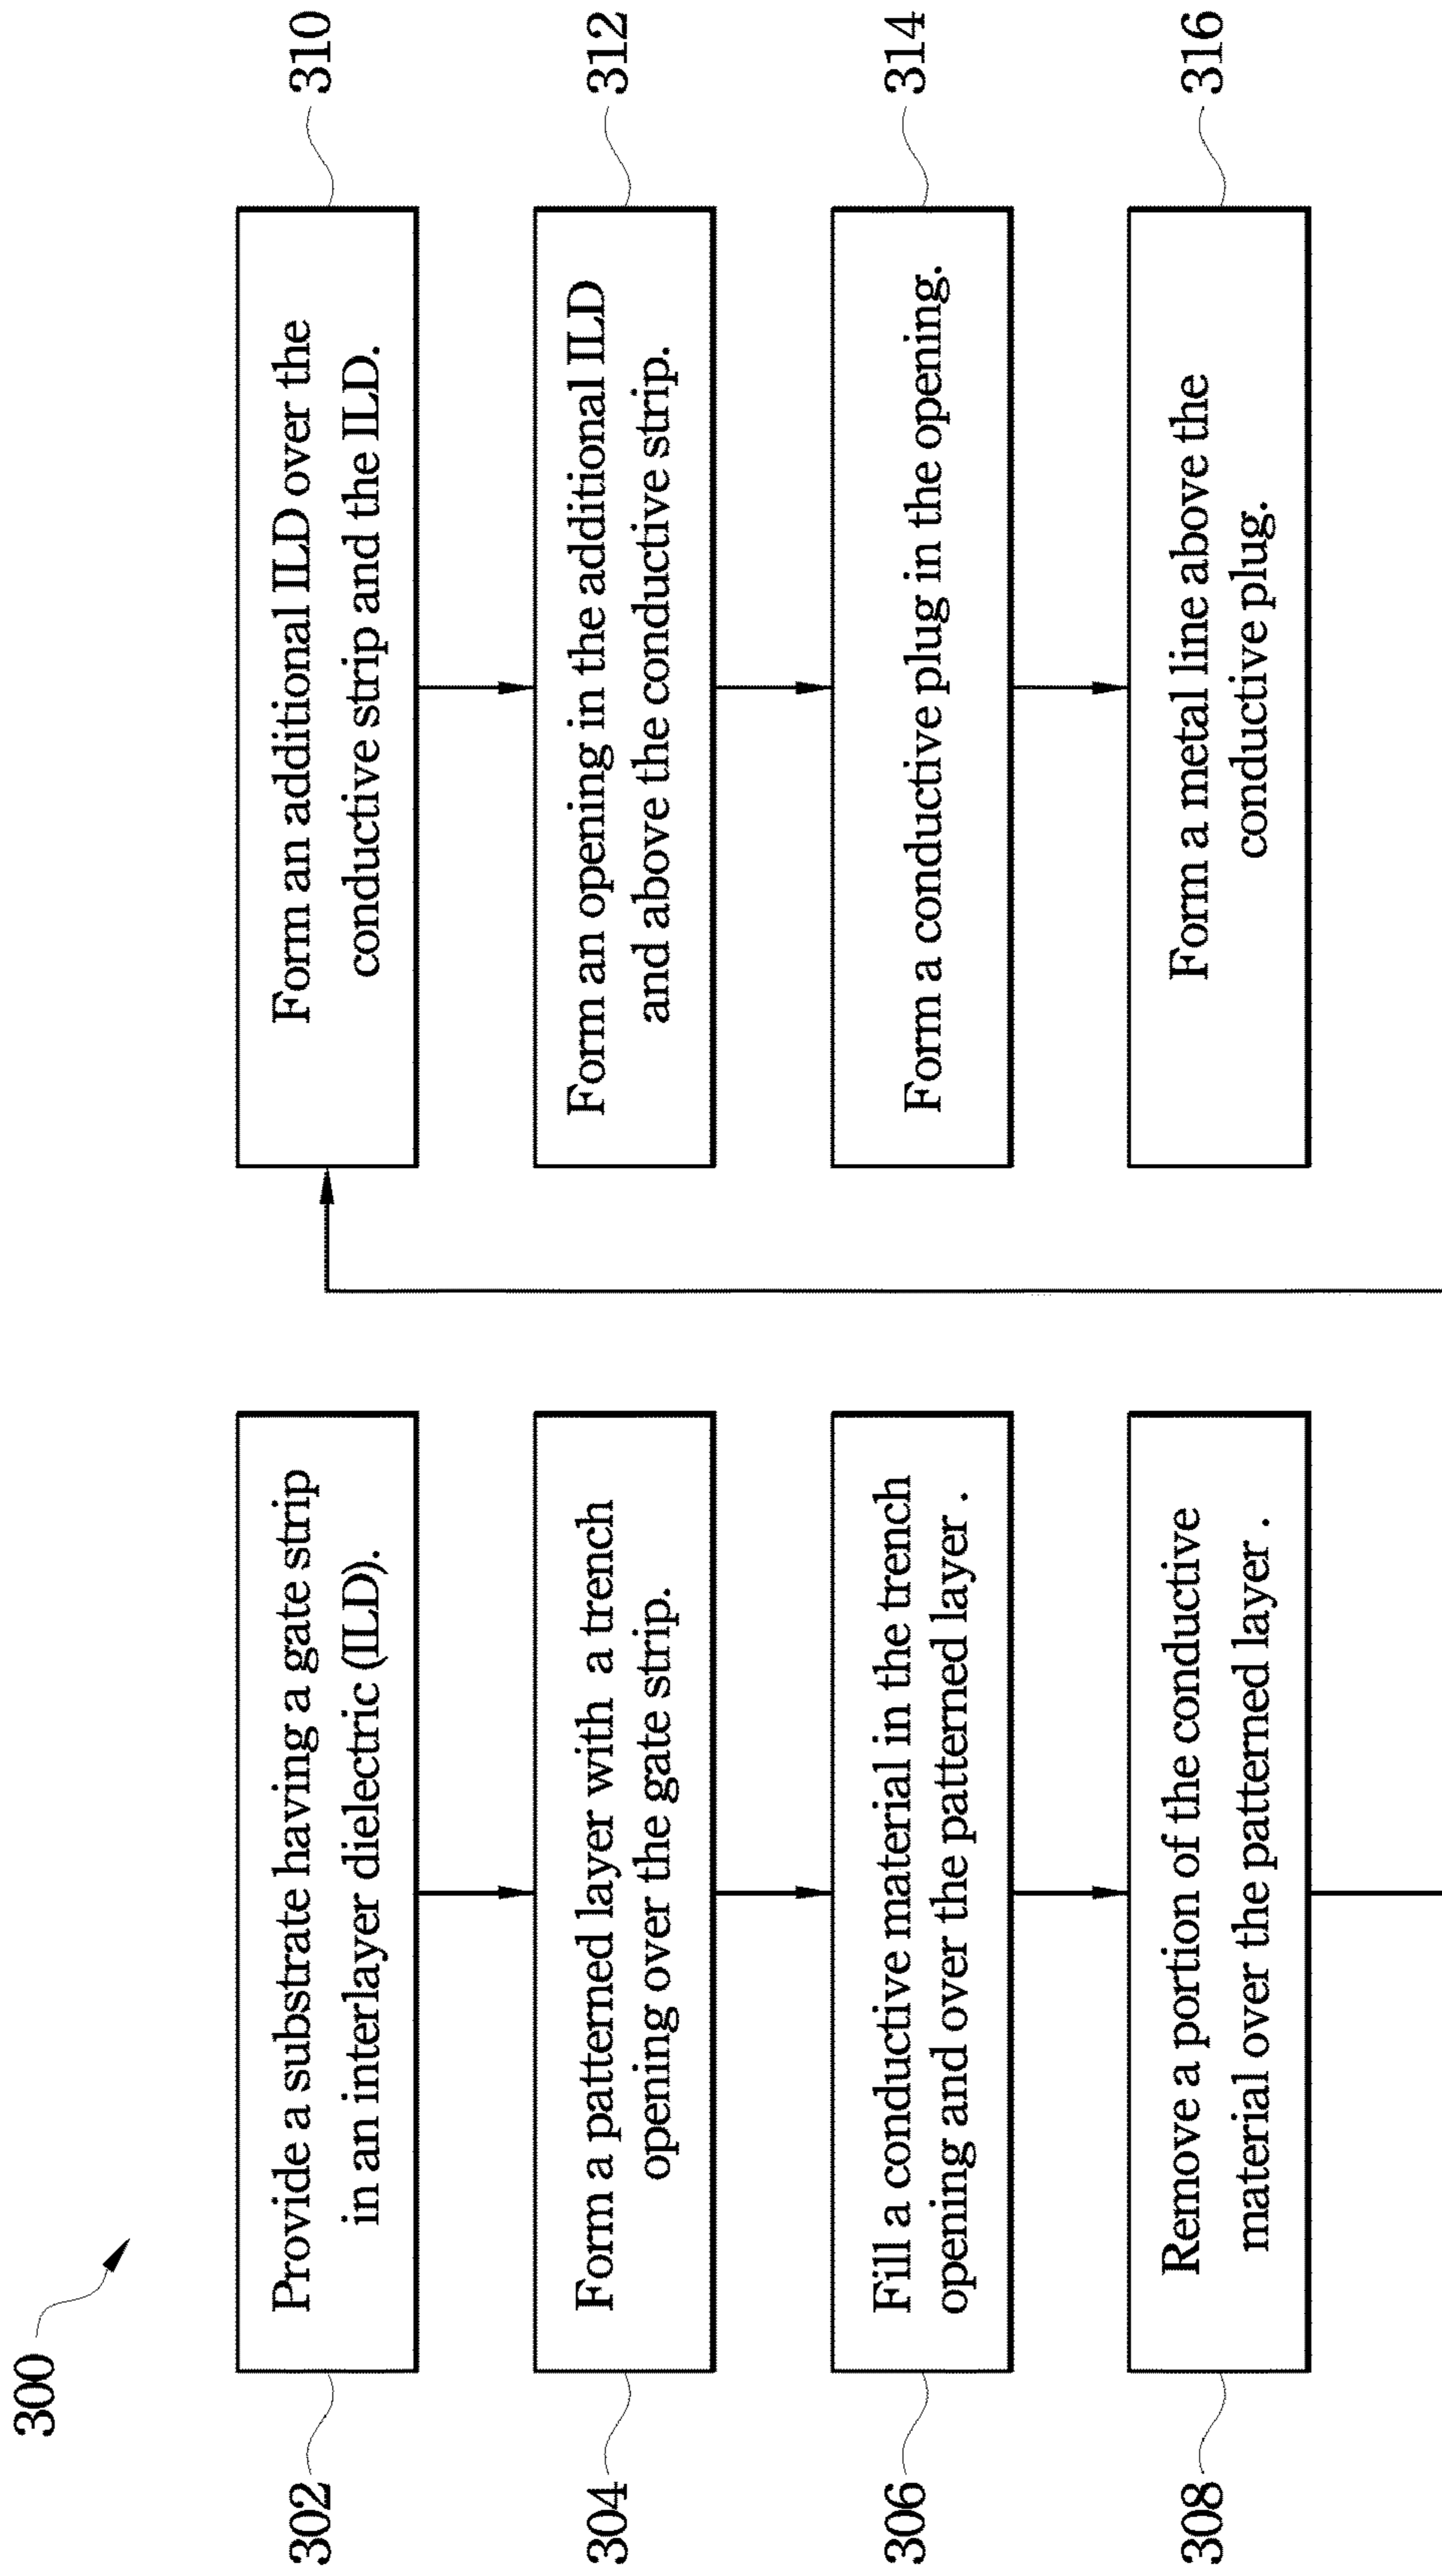 300
302
Provide a substrate having a gate strip
in an interlayer dielectric (ILD).
304
Form a patterned layer with a trench
opening over the gate strip.
306
Fill a conductive material in the trench
opening and over the patterned layer .
308
Remove a portion of the conductive
material over the patterned layer .
Form an additional ILD over the
conductive strip and the ILD.
310
Form an opening in the additional ILD
and above the conductive strip.
312
Form a conductive plug in the opening.
314
Form a metal line above the
conductive plug.
316